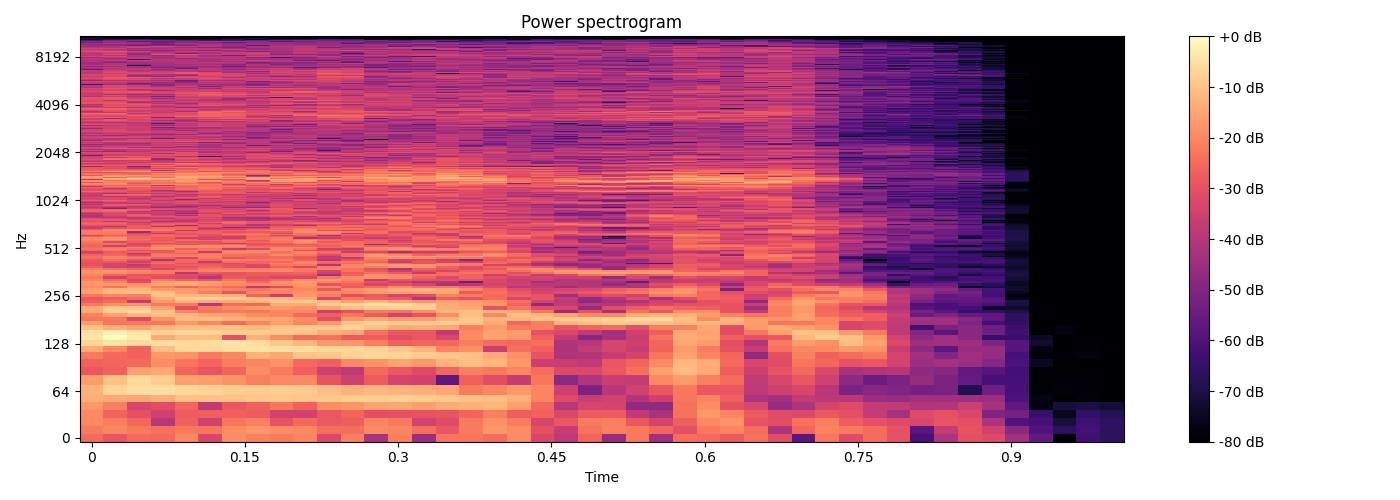 Power spectrogram
8192
4096
2048
1024
512
256
128
64
0
Hz
0 0.15 0.3 0.45 0.6 0.75 0.9
Time
+0 dB
-10 dB
-20 dB
-30 dB
-40 dB
-50 dB
-60 dB
-70 dB
-80 dB